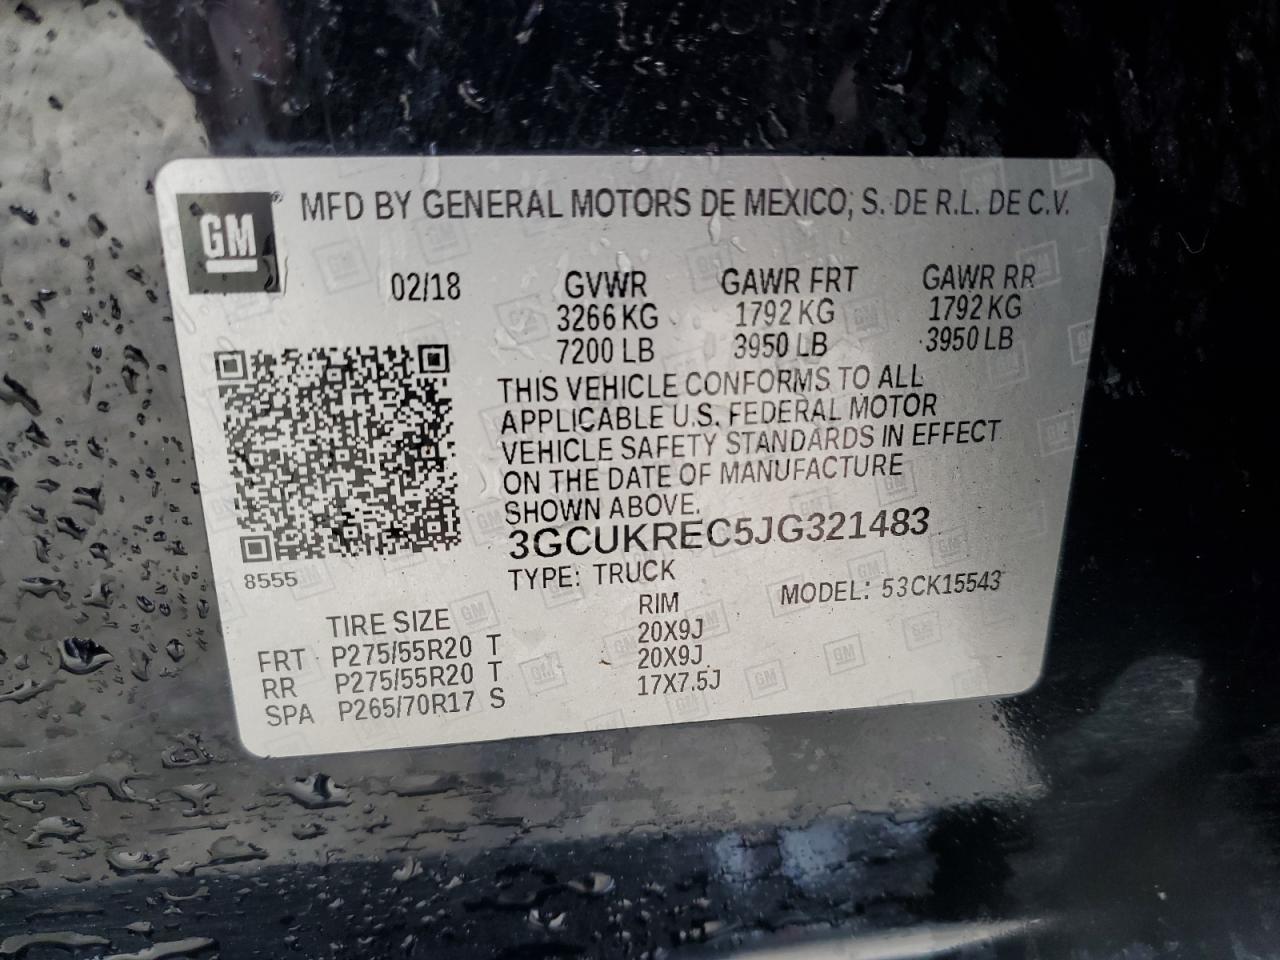 GM ® MFD BY GENERAL MOTORS DE MEXICO, S. DE R.L. DE C.V.
02/18 GVWR GAWR FRT GAWR RR
3266 KG 1792 KG 1792 KG
7200 LB 3950 LB 3950 LB
THIS VEHICLE CONFORMS TO ALL
APPLICABLE U.S. FEDERAL MOTOR
VEHICLE SAFETY STANDARDS IN EFFECT
ON THE DATE OF MANUFACTURE
SHOWN ABOVE.
3GCUKREC5JG321483
8555 TYPE: TRUCK MODEL: 53CK15543
TIRE SIZE RIM
FRT P275/55R20 T 20X9J
RR P275/55R20 T 20X9J
SPA P265/70R17 S 17X7.5J